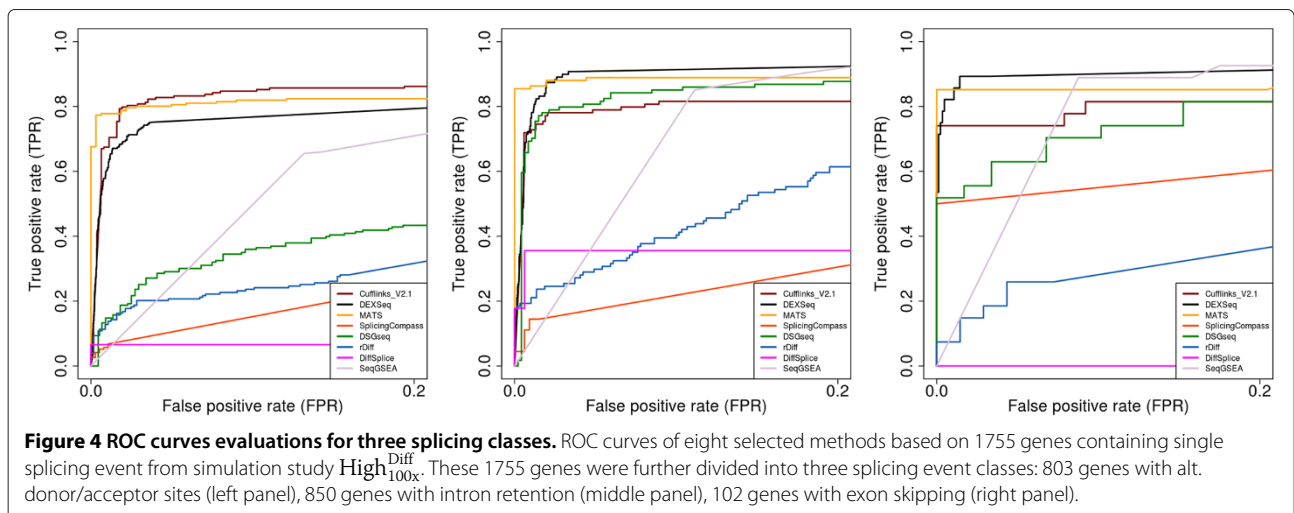 1.0
0.8
0.6
0.4
0.2
0.0
True positive rate (TPR)
Cufflinks_V2.1
DEXSeq
MATS
SplicingCompass
DSGseq
rDiff
DiffSplice
SeqGSEA
0.0
0.2
False positive rate (FPR)
1.0
0.8
0.6
0.4
0.2
0.0
True positive rate (TPR)
Cufflinks_V2.1
DEXSeq
MATS
SplicingCompass
DSGseq
rDiff
DiffSplice
SeqGSEA
0.0
0.2
False positive rate (FPR)
1.0
0.8
0.6
0.4
0.2
0.0
True positive rate (TPR)
Cufflinks_V2.1
DEXSeq
MATS
SplicingCompass
DSGseq
rDiff
DiffSplice
SeqGSEA
0.0
0.2
False positive rate (FPR)
Figure 4 ROC curves evaluations for three splicing classes. ROC curves of eight selected methods based on 1755 genes containing single
splicing event from simulation study High Diff 100x. These 1755 genes were further divided into three splicing event classes: 803 genes with alt.
donor/acceptor sites (left panel), 850 genes with intron retention (middle panel), 102 genes with exon skipping (right panel).